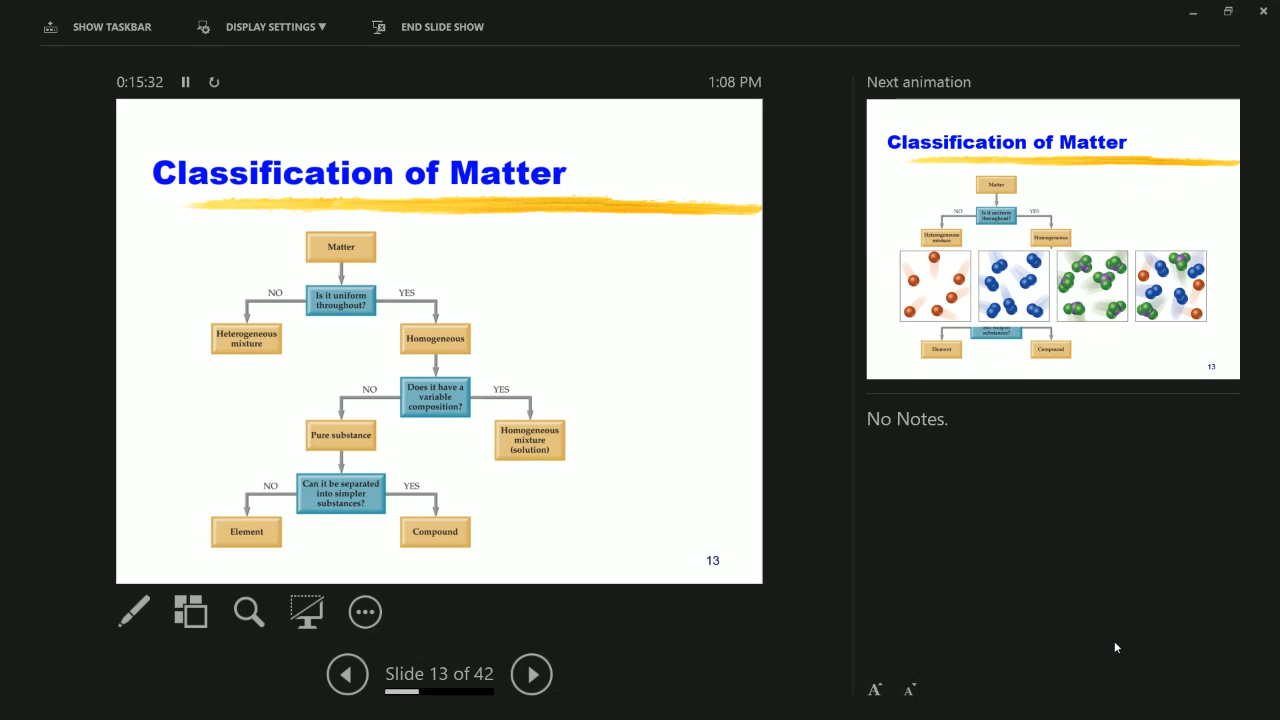 SHOW TASKBAR
DISPLAY SETTINGS ▼
END SLIDE SHOW
0:15:32
1:08 PM
Classification of Matter
Matter
Is it uniform
throughout?
NO
YES
Heterogeneous
mixture
Homogeneous
Does it have a
variable
composition?
NO
YES
Pure substance
Homogeneous
mixture
(solution)
Can it be separated
into simpler
substances?
NO
YES
Element
Compound
13
Slide 13 of 42
Next animation
Classification of Matter
Matter
Is it uniform
throughout?
NO
YES
Heterogeneous
mixture
Homogeneous
substances?
Element
Compound
13
No Notes.
A
A